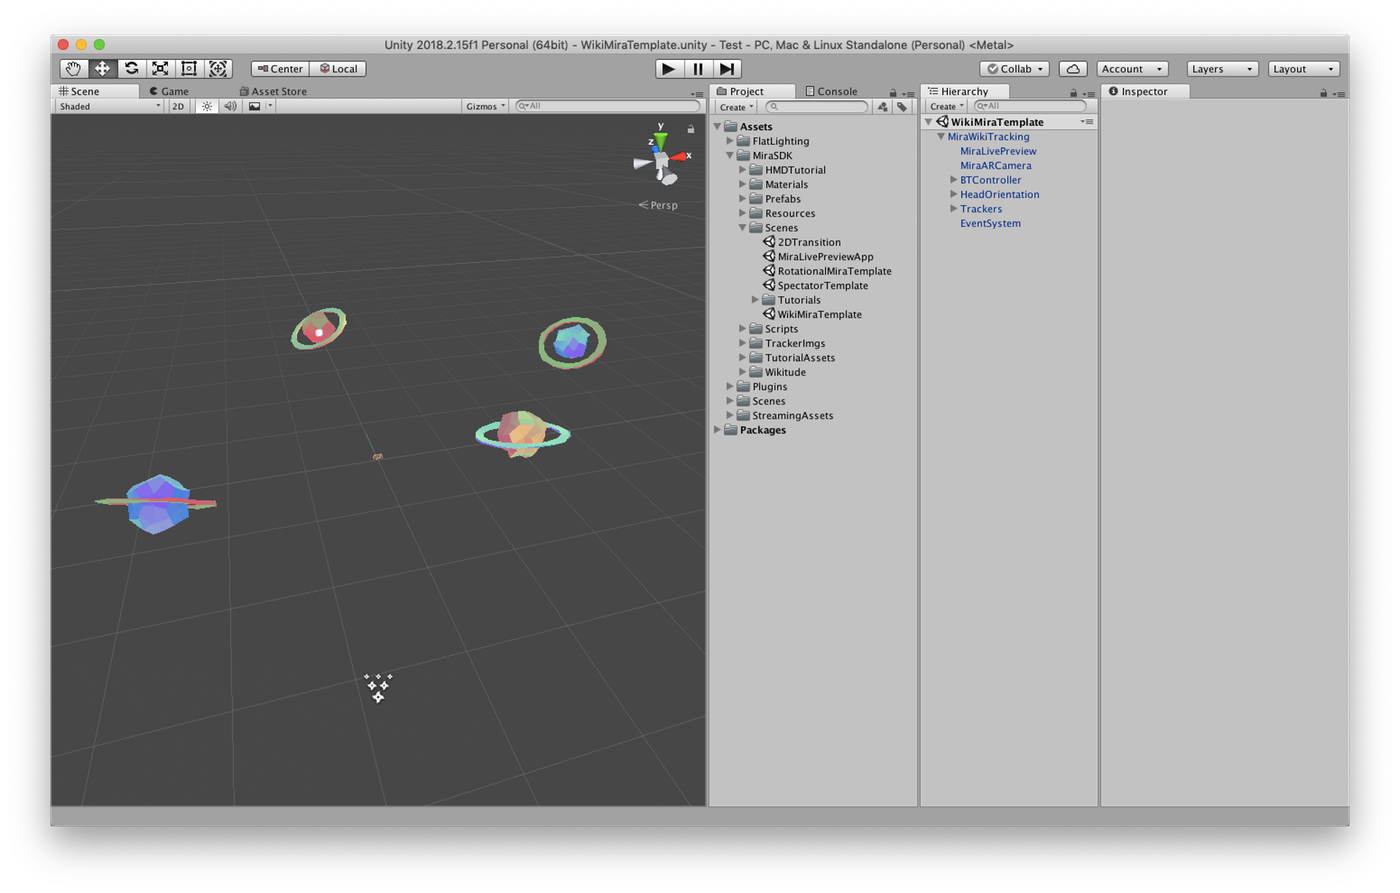 Unity 2018.2.15f1 Personal (64bit) - WikiMiraTemplate.unity - Test - PC, Mac & Linux Standalone (Personal) <Metal>
Center Local Collab Account Layers Layout
Scene Game Asset Store Project Console Hierarchy Inspector
Shaded 2D Gizmos All Create Create All
y
z
x
Persp
Assets
FlatLighting
MiraSDK
HMDTutorial
Materials
Prefabs
Resources
Scenes
2DTransition
MiraLivePreviewApp
RotationalMiraTemplate
SpectatorTemplate
Tutorials
WikiMiraTemplate
Scripts
TrackerImgs
TutorialAssets
Wikitude
Plugins
Scenes
StreamingAssets
Packages
WikiMiraTemplate
MiraWikiTracking
MiraLivePreview
MiraARCamera
BTController
HeadOrientation
Trackers
EventSystem